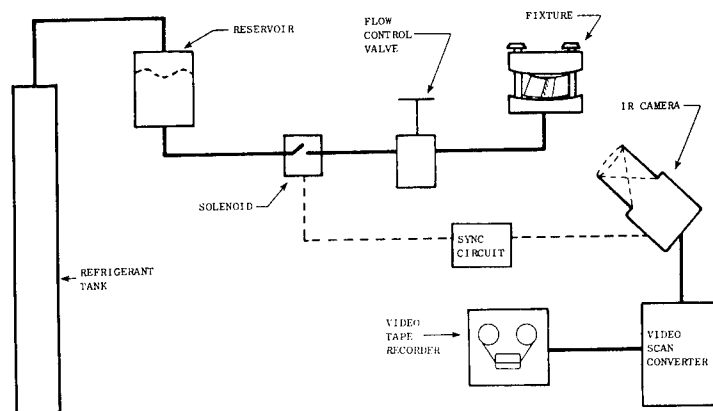 RESERVOIR
FLOW
CONTROL
VALVE
FIXTURE
IR CAMERA
SOLENOID
SYNC
CIRCUIT
REFRIGERANT
TANK
VIDEO
TAPE
RECORDER
VIDEO
SCAN
CONVERTER